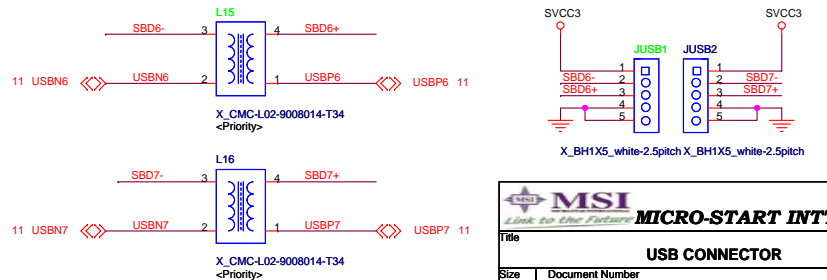 L15
SBD6- 3 4 SBD6+
11 USBN6 USBN6 2 1 USBP6 USBP6 11
X_CMC-L02-9008014-T34
<Priority>
L16
SBD7- 3 4 SBD7+
11 USBN7 USBN7 2 1 USBP7 USBP7 11
X_CMC-L02-9008014-T34
<Priority>
SVCC3 SVCC3
JUSB1 JUSB2
1 1
SBD6- 2 2 SBD7-
SBD6+ 3 3 SBD7+
4 4
5 5
X_BH1X5_white-2.5pitch X_BH1X5_white-2.5pitch
MSI
MSI
Link to the Future
MICRO-START INT'
Title
USB CONNECTOR
Size Document Number